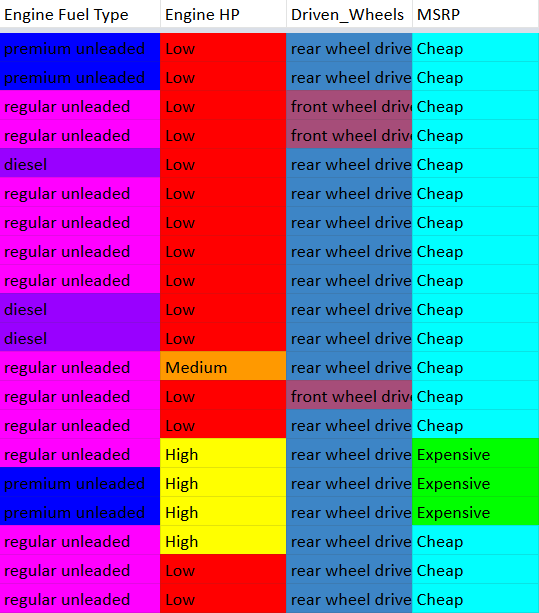 Engine Fuel Type Engine HP Driven_Wheels MSRP
premium unleaded Low rear wheel drive Cheap
premium unleaded Low rear wheel drive Cheap
regular unleaded Low front wheel drive Cheap
regular unleaded Low front wheel drive Cheap
diesel Low rear wheel drive Cheap
regular unleaded Low rear wheel drive Cheap
regular unleaded Low rear wheel drive Cheap
regular unleaded Low rear wheel drive Cheap
regular unleaded Low rear wheel drive Cheap
diesel Low rear wheel drive Cheap
diesel Low rear wheel drive Cheap
regular unleaded Medium rear wheel drive Cheap
regular unleaded Low front wheel drive Cheap
regular unleaded Low rear wheel drive Cheap
regular unleaded High rear wheel drive Expensive
premium unleaded High rear wheel drive Expensive
premium unleaded High rear wheel drive Expensive
regular unleaded High rear wheel drive Cheap
regular unleaded Low rear wheel drive Cheap
regular unleaded Low rear wheel drive Cheap